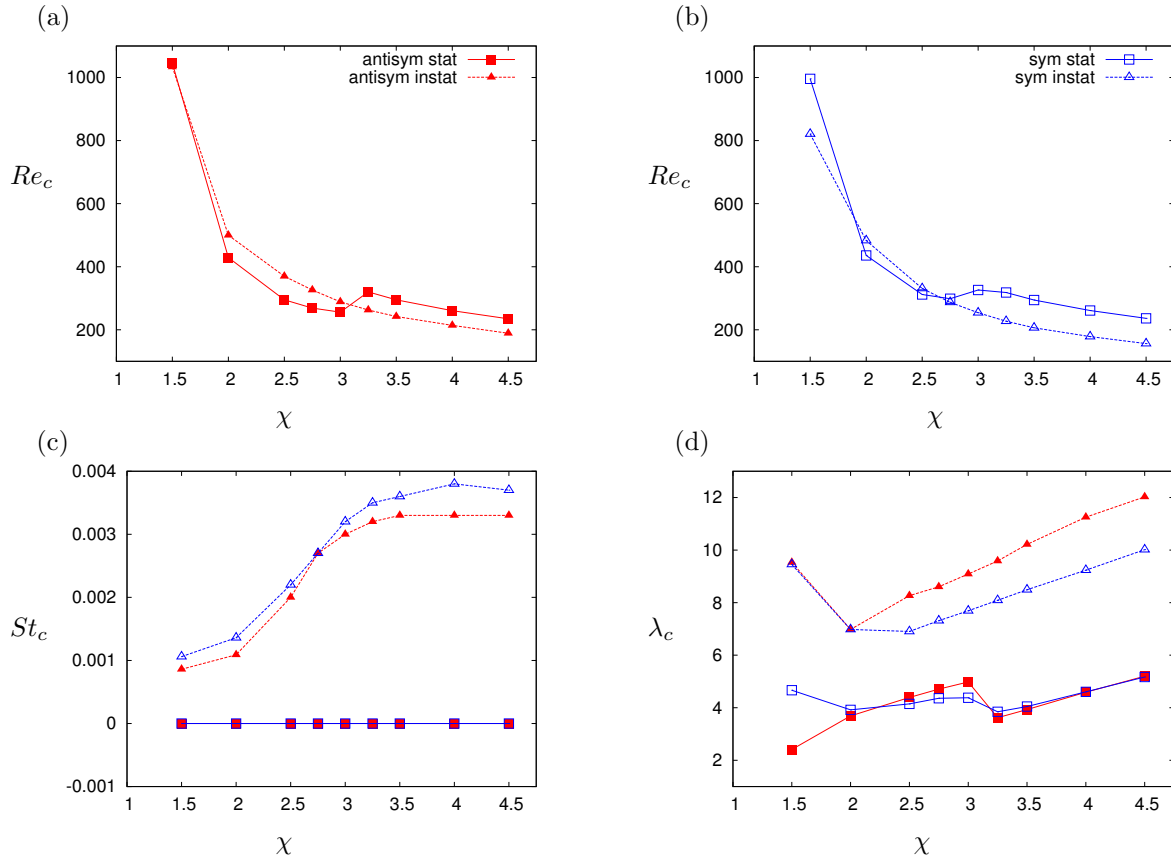 (a)
1000
800
600
400
200
Re_c
antisym stat
antisym instat
1 1.5 2 2.5 3 3.5 4 4.5
χ
(b)
1000
800
600
400
200
Re_c
sym stat
sym instat
1 1.5 2 2.5 3 3.5 4 4.5
χ
(c)
0.004
0.003
0.002
0.001
0
-0.001
St_c
1 1.5 2 2.5 3 3.5 4 4.5
χ
(d)
12
10
8
6
4
2
λ_c
1 1.5 2 2.5 3 3.5 4 4.5
χ